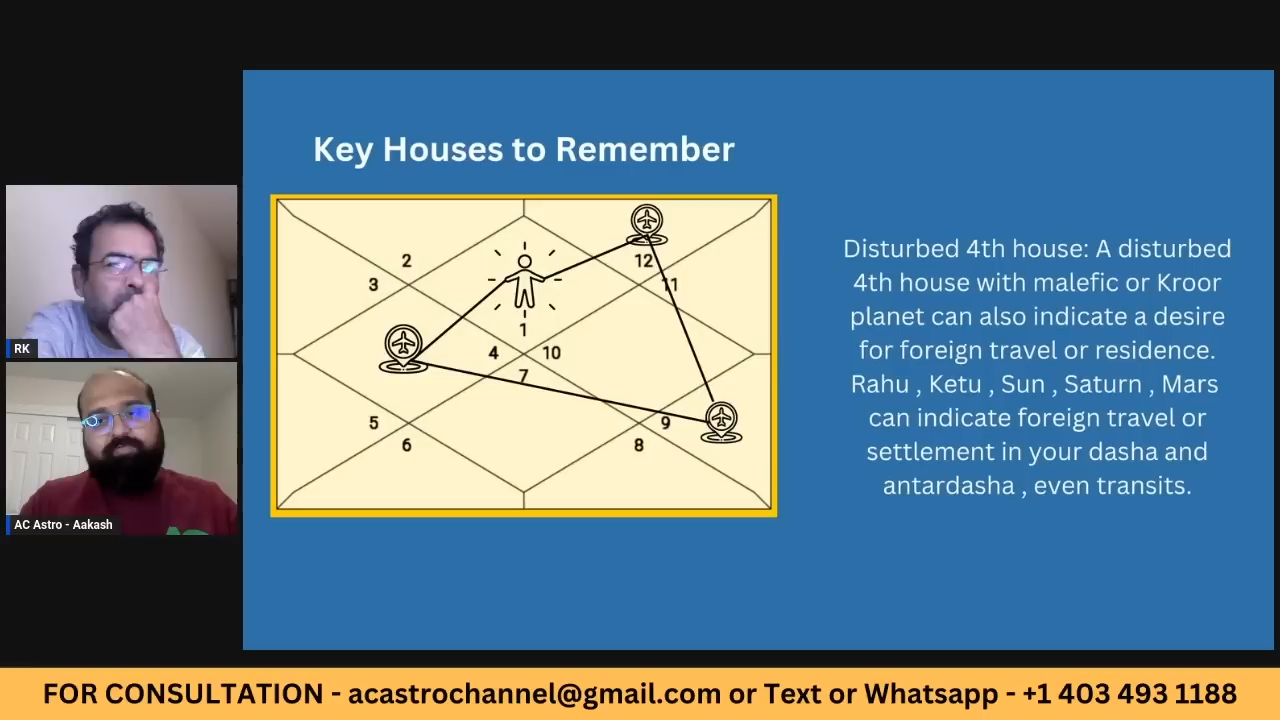 Key Houses to Remember
2
12
3
11
1
4
10
7
5
9
6
8
Disturbed 4th house: A disturbed
4th house with malefic or Kroor
planet can also indicate a desire
for foreign travel or residence.
Rahu , Ketu , Sun , Saturn , Mars
can indicate foreign travel or
settlement in your dasha and
antardasha , even transits.
RK
AC Astro - Aakash
FOR CONSULTATION - acastrochannel@gmail.com or Text or Whatsapp - +1 403 493 1188